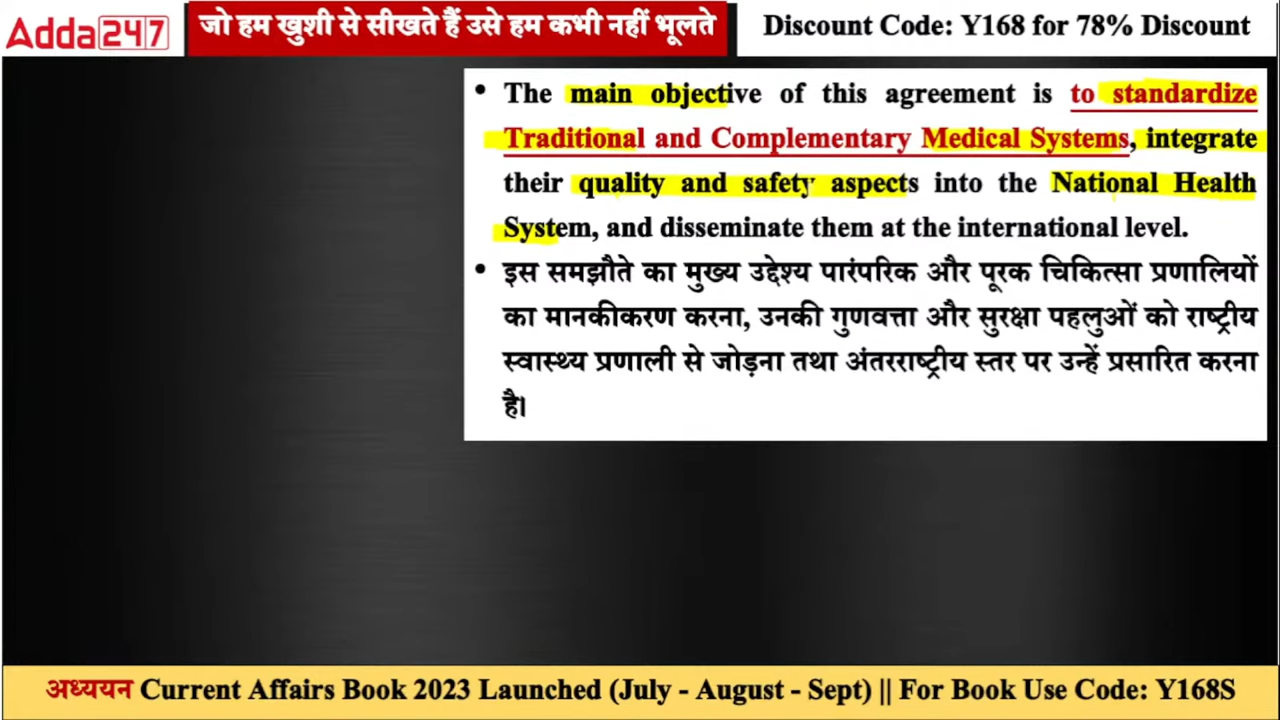 Adda247
जो हम खुशी से सीखते हैं उसे हम कभी नहीं भूलते
Discount Code: Y168 for 78% Discount
• The main objective of this agreement is to standardize
Traditional and Complementary Medical Systems, integrate
their quality and safety aspects into the National Health
System, and disseminate them at the international level.
• इस समझौते का मुख्य उद्देश्य पारंपरिक और पूरक चिकित्सा प्रणालियों
का मानकीकरण करना, उनकी गुणवत्ता और सुरक्षा पहलुओं को राष्ट्रीय
स्वास्थ्य प्रणाली से जोड़ना तथा अंतरराष्ट्रीय स्तर पर उन्हें प्रसारित करना
है।
अध्ययन Current Affairs Book 2023 Launched (July - August - Sept) || For Book Use Code: Y168S